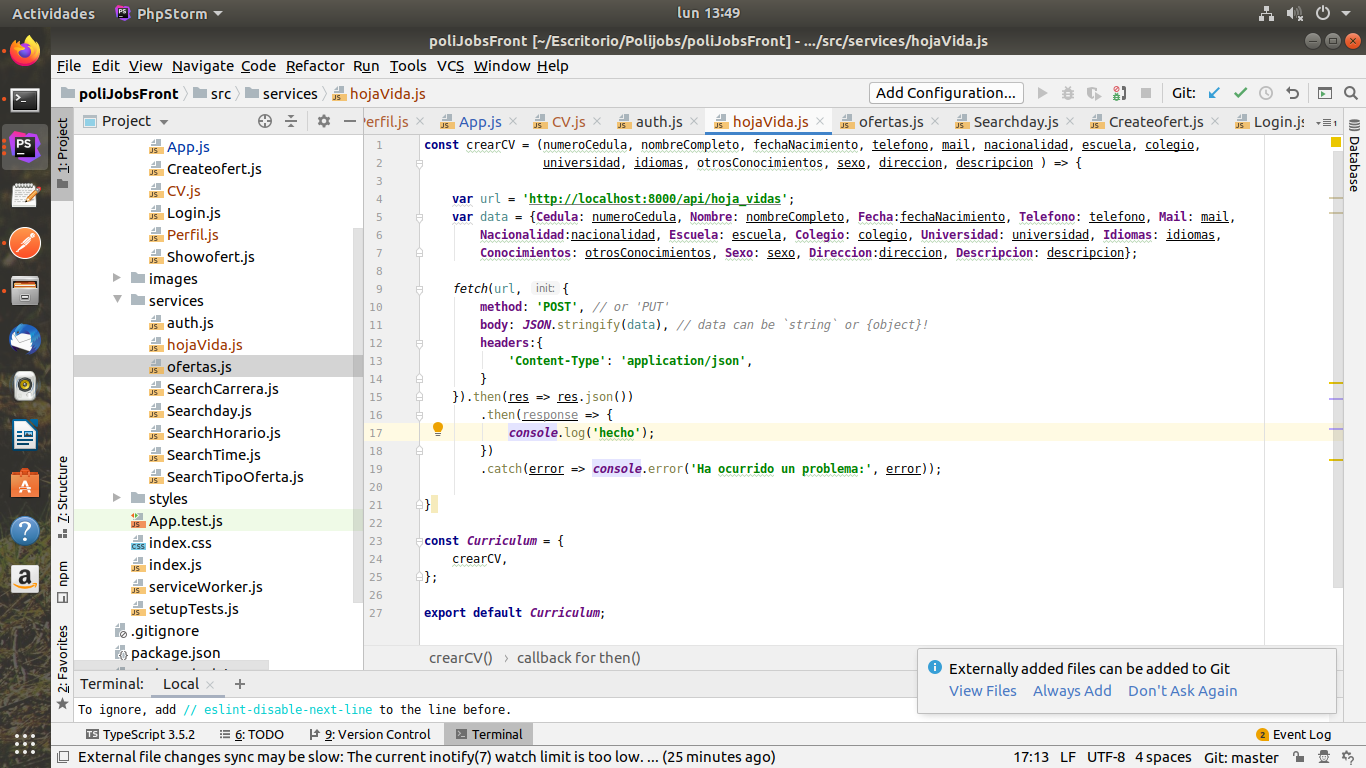 Actividades PhpStorm lun 13:49
poliJobsFront [~/Escritorio/Polijobs/poliJobsFront] - .../src/services/hojaVida.js
File Edit View Navigate Code Refactor Run Tools VCS Window Help
poliJobsFront src services hojaVida.js Add Configuration... Git:
1: Project
Project
Perfil.js App.js CV.js auth.js hojaVida.js ofertas.js Searchday.js Createofert.js Login.js
Database
App.js
Createofert.js
CV.js
Login.js
Perfil.js
Showofert.js
images
services
auth.js
hojaVida.js
ofertas.js
SearchCarrera.js
Searchday.js
SearchHorario.js
SearchTime.js
SearchTipoOferta.js
styles
App.test.js
index.css
index.js
serviceWorker.js
setupTests.js
.gitignore
package.json
7: Structure
npm
2: Favorites
1 const crearCV = (numeroCedula, nombreCompleto, fechaNacimiento, telefono, mail, nacionalidad, escuela, colegio,
2 universidad, idiomas, otrosConocimientos, sexo, direccion, descripcion ) => {
3
4 var url = 'http://localhost:8000/api/hoja_vidas';
5 var data = {Cedula: numeroCedula, Nombre: nombreCompleto, Fecha:fechaNacimiento, Telefono: telefono, Mail: mail,
6 Nacionalidad:nacionalidad, Escuela: escuela, Colegio: colegio, Universidad: universidad, Idiomas: idiomas,
7 Conocimientos: otrosConocimientos, Sexo: sexo, Direccion:direccion, Descripcion: descripcion};
8
9 fetch(url, init: {
10 method: 'POST', // or 'PUT'
11 body: JSON.stringify(data), // data can be `string` or {object}!
12 headers:{
13 'Content-Type': 'application/json',
14 }
15 }).then(res => res.json())
16 .then(response => {
17 console.log('hecho');
18 })
19 .catch(error => console.error('Ha ocurrido un problema:', error));
20
21 }
22
23 const Curriculum = {
24 crearCV,
25 };
26
27 export default Curriculum;
crearCV() › callback for then()
Externally added files can be added to Git
View Files Always Add Don't Ask Again
Terminal: Local
To ignore, add // eslint-disable-next-line to the line before.
TypeScript 3.5.2 6: TODO 9: Version Control Terminal 2 Event Log
External file changes sync may be slow: The current inotify(7) watch limit is too low. ... (25 minutes ago) 17:13 LF UTF-8 4 spaces Git: master